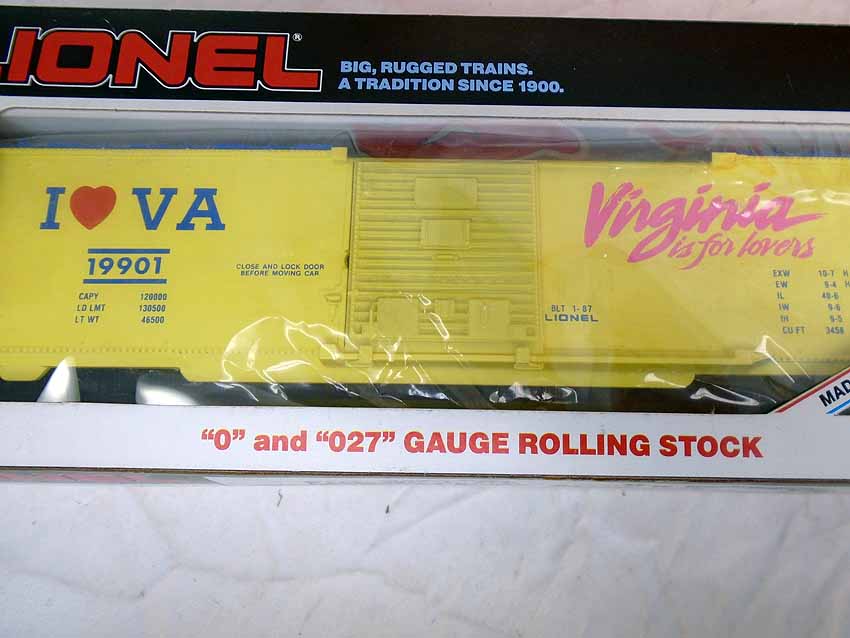 LIONEL®
BIG, RUGGED TRAINS.
A TRADITION SINCE 1900.
I ❤ VA
19901
CAPY 120000
LD LMT 130500
LT WT 46500
CLOSE AND LOCK DOOR
BEFORE MOVING CAR
BLT 1-87
LIONEL
Virginia
is for lovers
EXW 10-7 H
EW 9-4 H
IL 40-6
IW 9-6
IH 9-5
CU FT 3456
MAD
"O" and "027" GAUGE ROLLING STOCK